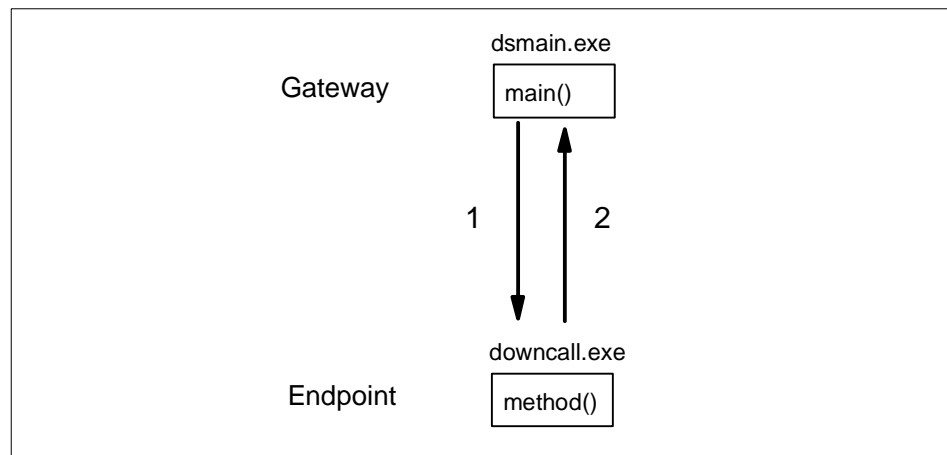 dsmain.exe
Gateway
main()
1
2
downcall.exe
Endpoint
method()